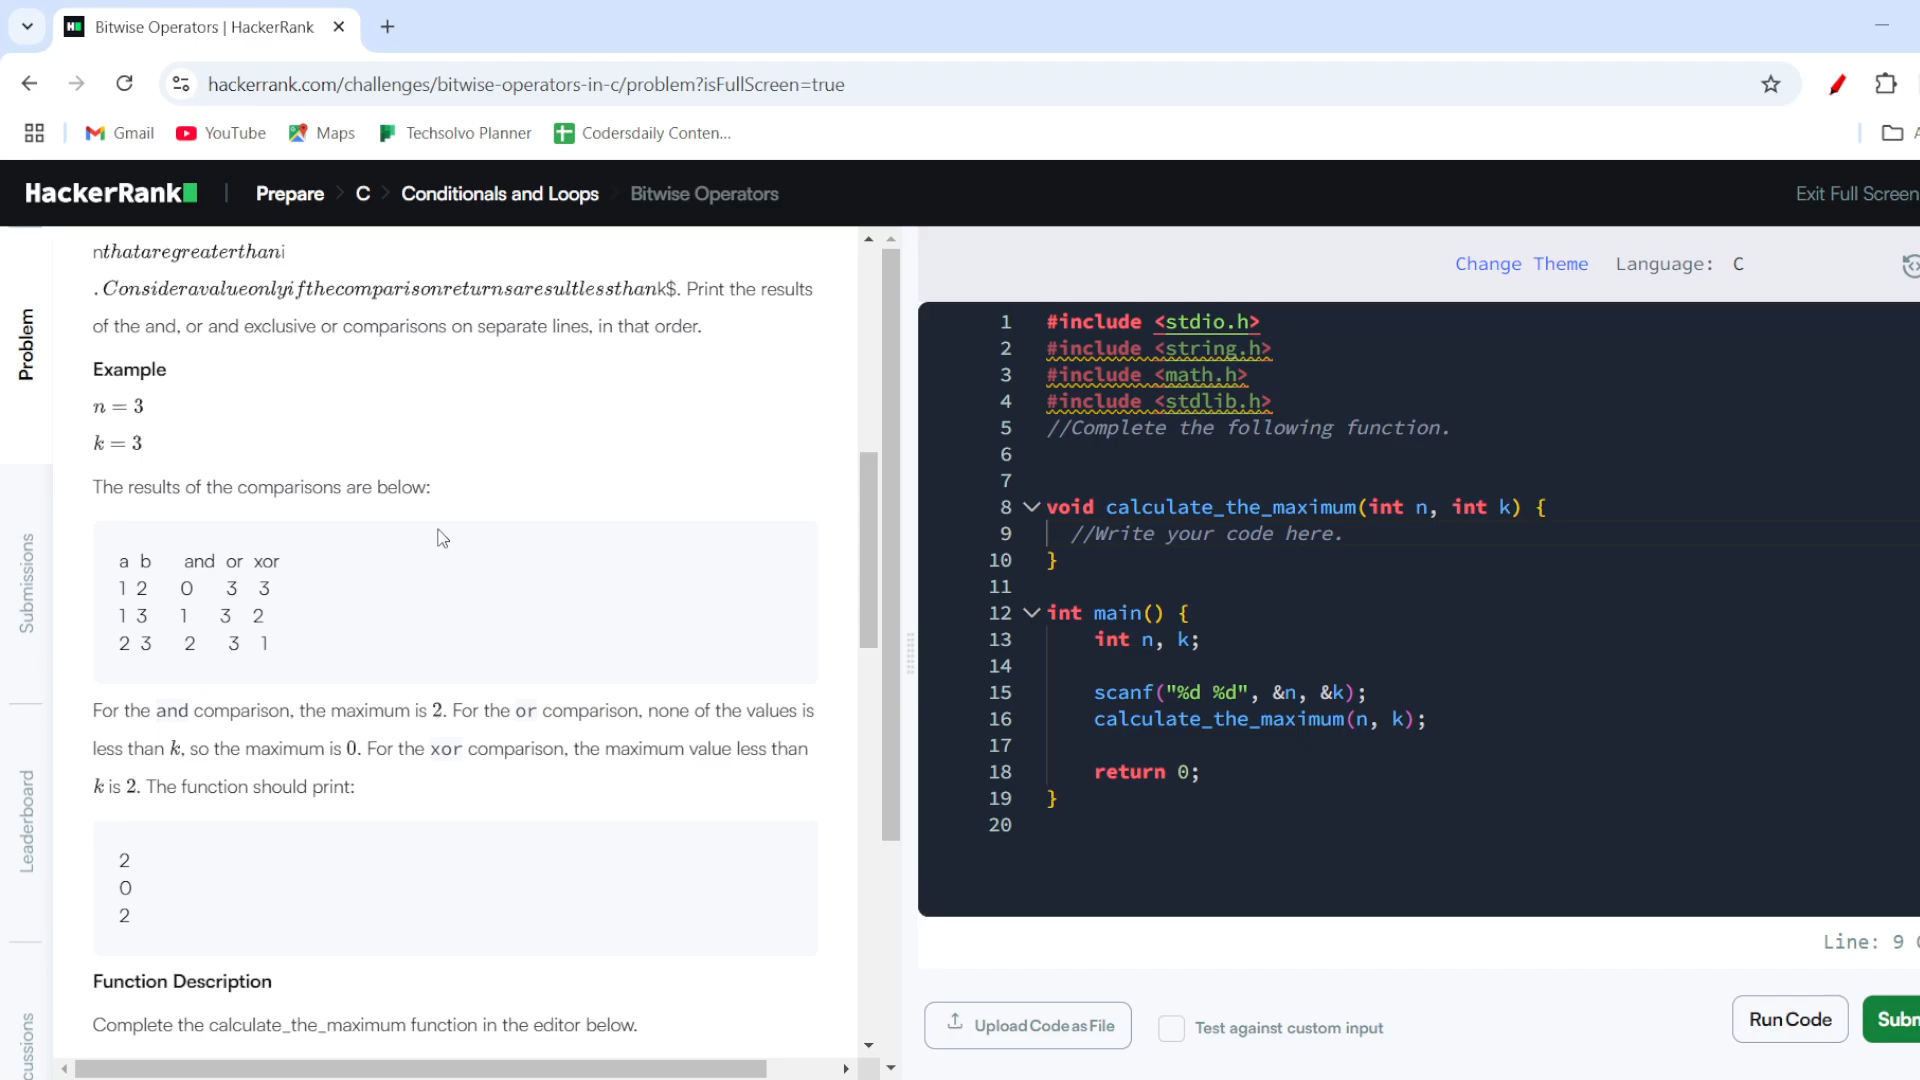 Bitwise Operators | HackerRank
hackerrank.com/challenges/bitwise-operators-in-c/problem?isFullScreen=true
Gmail YouTube Maps Techsolvo Planner Codersdaily Conten...
HackerRank Prepare C Conditionals and Loops Bitwise Operators Exit Full Screen
Problem
Submissions
Leaderboard
cussions
nthataregreaterthani
.Consideravalueonlyifthecomparisonreturnsaresultlessthank$. Print the results
of the and, or and exclusive or comparisons on separate lines, in that order.
Example
n = 3
k = 3
The results of the comparisons are below:
a b and or xor
1 2 0 3 3
1 3 1 3 2
2 3 2 3 1
For the and comparison, the maximum is 2. For the or comparison, none of the values is
less than k, so the maximum is 0. For the xor comparison, the maximum value less than
k is 2. The function should print:
2
0
2
Function Description
Complete the calculate_the_maximum function in the editor below.
Change Theme Language: C
1 #include <stdio.h>
2 #include <string.h>
3 #include <math.h>
4 #include <stdlib.h>
5 //Complete the following function.
6
7
8 void calculate_the_maximum(int n, int k) {
9 //Write your code here.
10 }
11
12 int main() {
13 int n, k;
14
15 scanf("%d %d", &n, &k);
16 calculate_the_maximum(n, k);
17
18 return 0;
19 }
20
Line: 9
Upload Code as File Test against custom input Run Code Subm